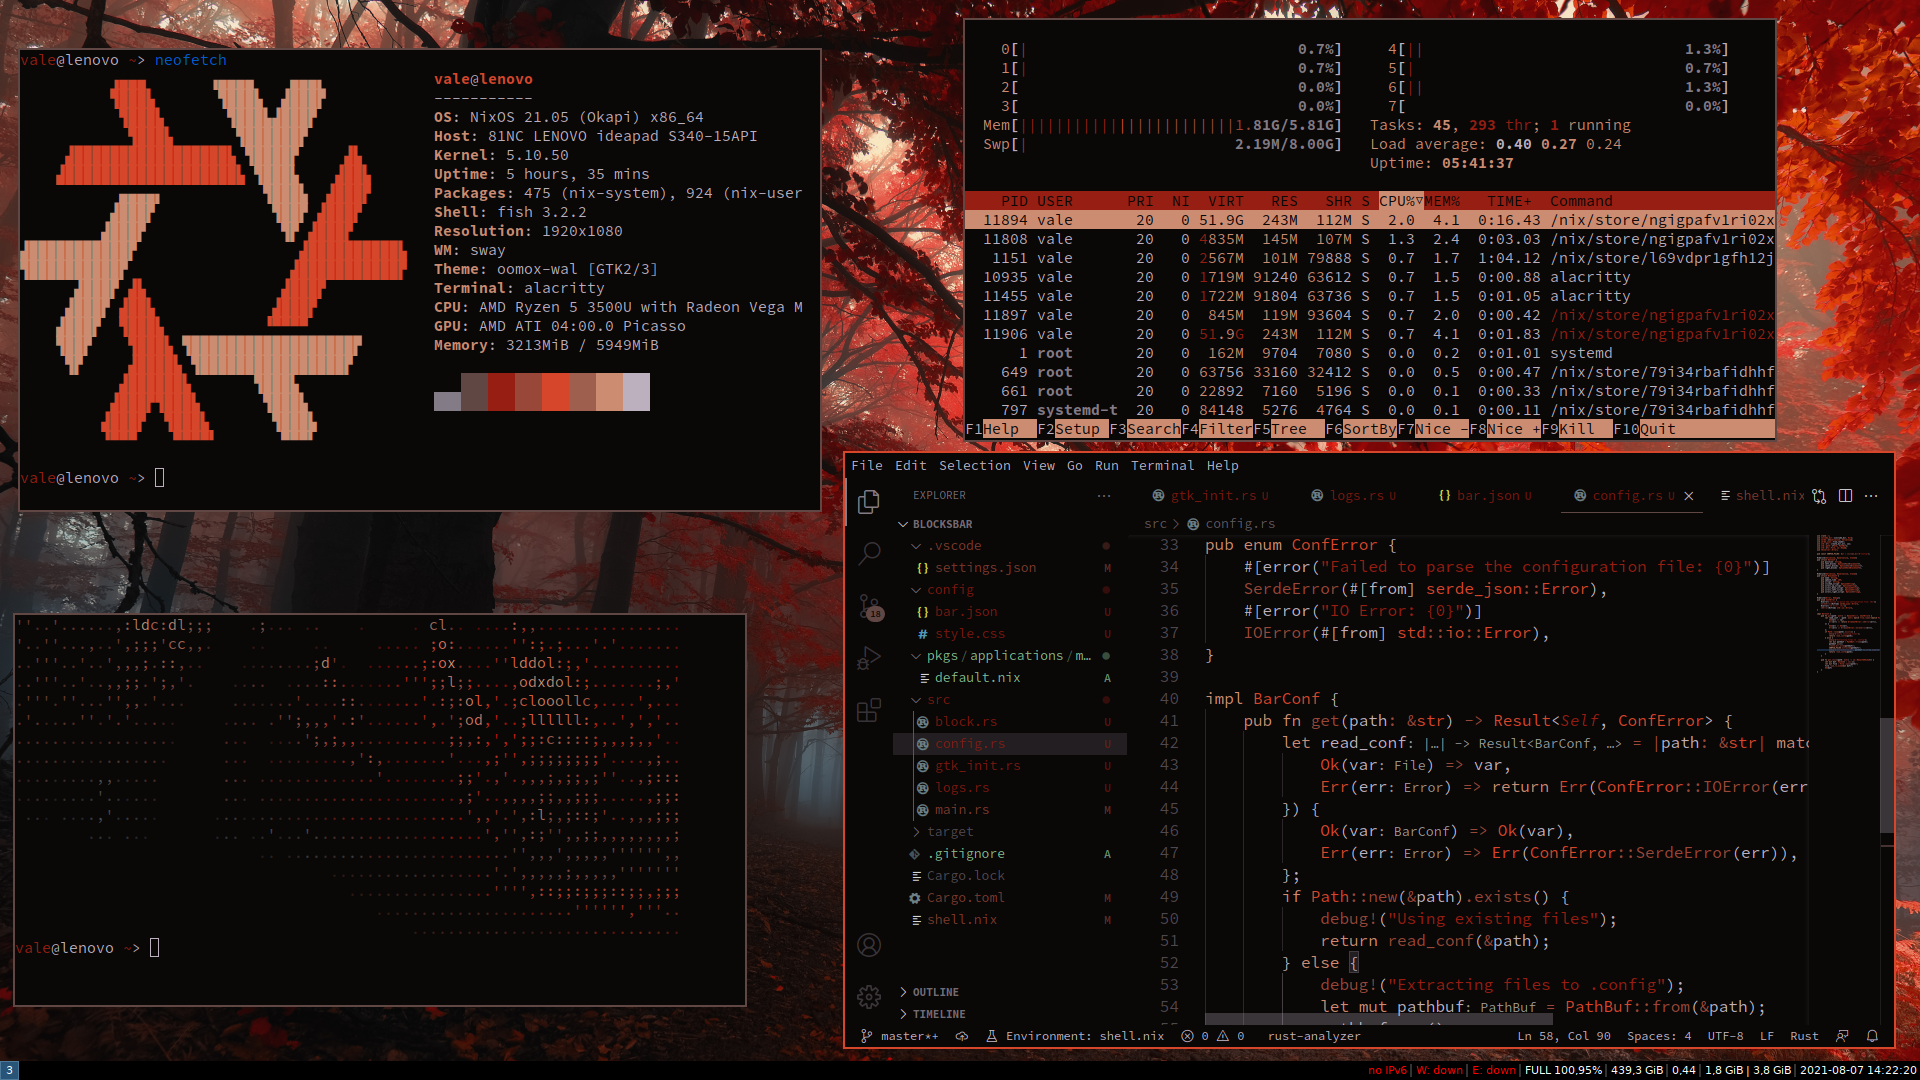 vale@lenovo ~> neofetch
vale@lenovo
-----------
OS: NixOS 21.05 (Okapi) x86_64
Host: 81NC LENOVO ideapad S340-15API
Kernel: 5.10.50
Uptime: 5 hours, 35 mins
Packages: 475 (nix-system), 924 (nix-user
Shell: fish 3.2.2
Resolution: 1920x1080
WM: sway
Theme: oomox-wal [GTK2/3]
Terminal: alacritty
CPU: AMD Ryzen 5 3500U with Radeon Vega M
GPU: AMD ATI 04:00.0 Picasso
Memory: 3213MiB / 5949MiB
vale@lenovo ~>
0[| 0.7%] 4[|| 1.3%]
1[| 0.7%] 5[| 0.7%]
2[ 0.0%] 6[|| 1.3%]
3[ 0.0%] 7[ 0.0%]
Mem[ 1.81G/5.81G] Tasks: 45, 293 thr; 1 running
Swp[| 2.19M/8.00G] Load average: 0.40 0.27 0.24
Uptime: 05:41:37
PID USER PRI NI VIRT RES SHR S CPU%▽MEM% TIME+ Command
11894 vale 20 0 51.9G 243M 112M S 2.0 4.1 0:16.43 /nix/store/ngigpafv1ri02x
11808 vale 20 0 4835M 145M 107M S 1.3 2.4 0:03.03 /nix/store/ngigpafv1ri02x
1151 vale 20 0 2567M 101M 79888 S 0.7 1.7 1:04.12 /nix/store/l69vdpr1gfh12j
10935 vale 20 0 1719M 91240 63612 S 0.7 1.5 0:00.88 alacritty
11455 vale 20 0 1722M 91804 63736 S 0.7 1.5 0:01.05 alacritty
11897 vale 20 0 845M 119M 93604 S 0.7 2.0 0:00.42 /nix/store/ngigpafv1ri02x
11906 vale 20 0 51.9G 243M 112M S 0.7 4.1 0:01.83 /nix/store/ngigpafv1ri02x
1 root 20 0 162M 9704 7080 S 0.0 0.2 0:01.01 systemd
649 root 20 0 63756 33160 32412 S 0.0 0.5 0:00.47 /nix/store/79i34rbafidhhf
661 root 20 0 22892 7160 5196 S 0.0 0.1 0:00.33 /nix/store/79i34rbafidhhf
797 systemd-t 20 0 84148 5276 4764 S 0.0 0.1 0:00.11 /nix/store/79i34rbafidhhf
F1Help F2Setup F3SearchF4FilterF5Tree F6SortByF7Nice -F8Nice +F9Kill F10Quit
vale@lenovo ~>
File Edit Selection View Go Run Terminal Help
EXPLORER ···
BLOCKSBAR
.vscode
{} settings.json M
config
{} bar.json U
# style.css U
pkgs/applications/m…
default.nix A
src
block.rs U
config.rs U
gtk_init.rs U
logs.rs U
main.rs M
target
.gitignore A
Cargo.lock
Cargo.toml M
shell.nix M
OUTLINE
TIMELINE
18
gtk_init.rs U logs.rs U {} bar.json U config.rs U × shell.nix ···
src > config.rs
33 pub enum ConfError {
34 #[error("Failed to parse the configuration file: {0}")]
35 SerdeError(#[from] serde_json::Error),
36 #[error("IO Error: {0}")]
37 IOError(#[from] std::io::Error),
38 }
39
40 impl BarConf {
41 pub fn get(path: &str) -> Result<Self, ConfError> {
42 let read_conf: |…| -> Result<BarConf, …> = |path: &str| matc
43 Ok(var: File) => var,
44 Err(err: Error) => return Err(ConfError::IOError(err
45 }) {
46 Ok(var: BarConf) => Ok(var),
47 Err(err: Error) => Err(ConfError::SerdeError(err)),
48 };
49 if Path::new(&path).exists() {
50 debug!("Using existing files");
51 return read_conf(&path);
52 } else {
53 debug!("Extracting files to .config");
54 let mut pathbuf: PathBuf = PathBuf::from(&path);
master*+ Environment: shell.nix 0 0 rust-analyzer Ln 58, Col 90 Spaces: 4 UTF-8 LF Rust
3 no IPv6| W: down| E: down| FULL 100,95%| 439,3 GiB| 0,44| 1,8 GiB | 3,8 GiB| 2021-08-07 14:22:20